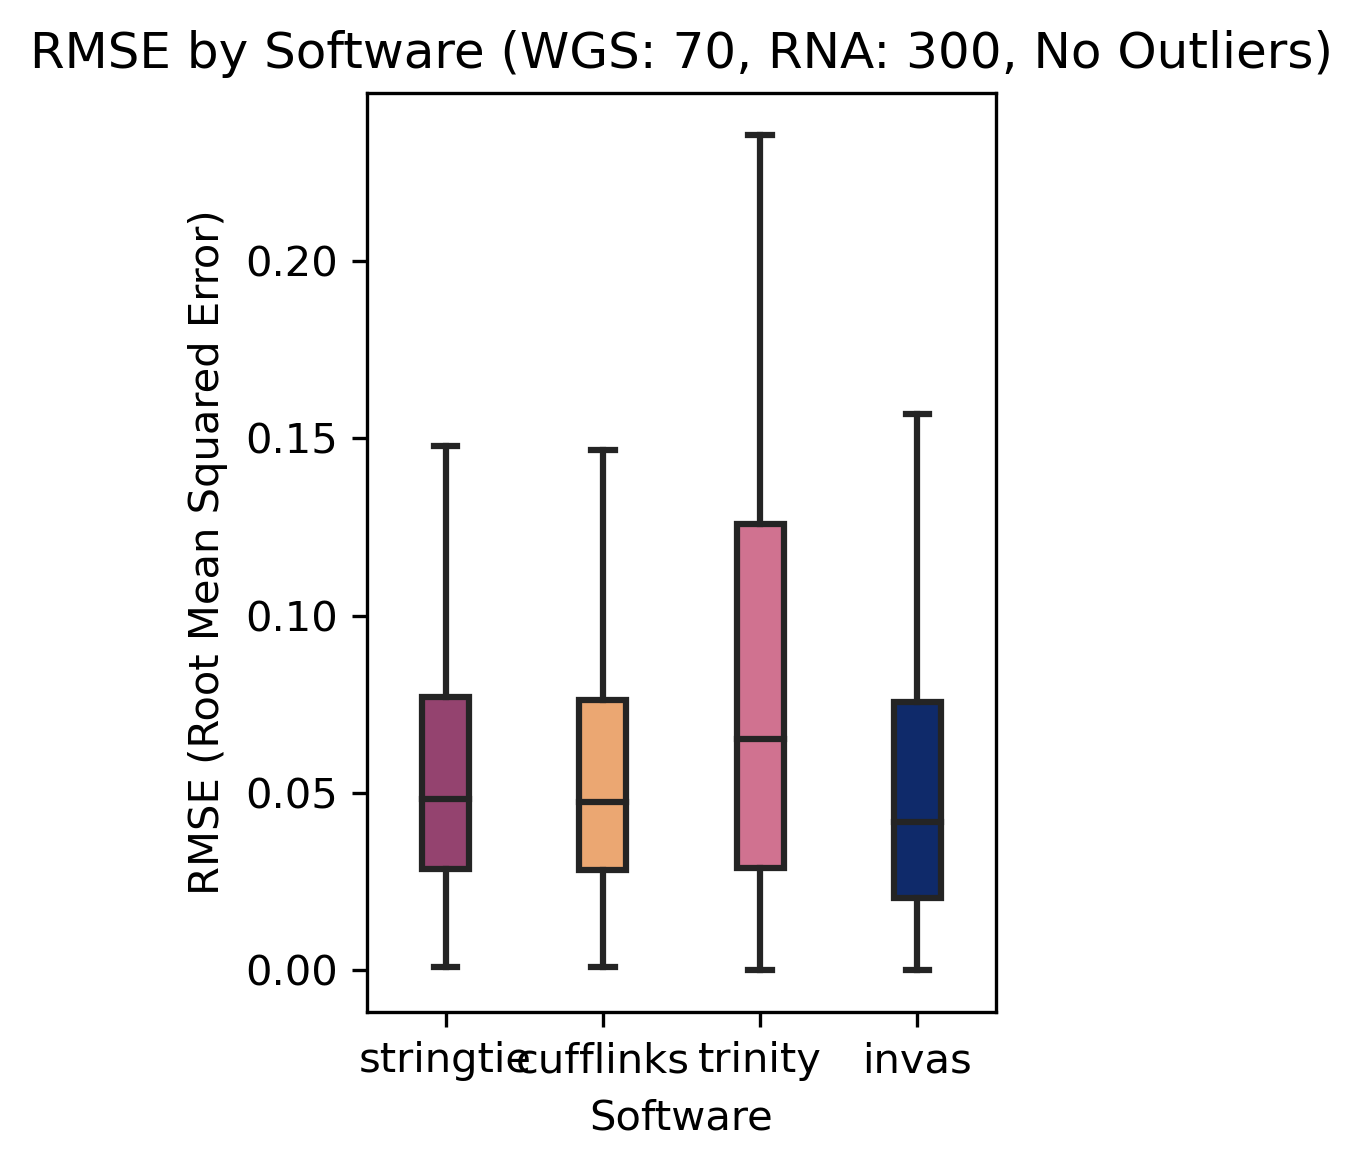 RMSE by Software (WGS: 70, RNA: 300, No Outliers)
RMSE (Root Mean Squared Error)
0.20
0.15
0.10
0.05
0.00
stringtie cufflinks trinity invas
Software